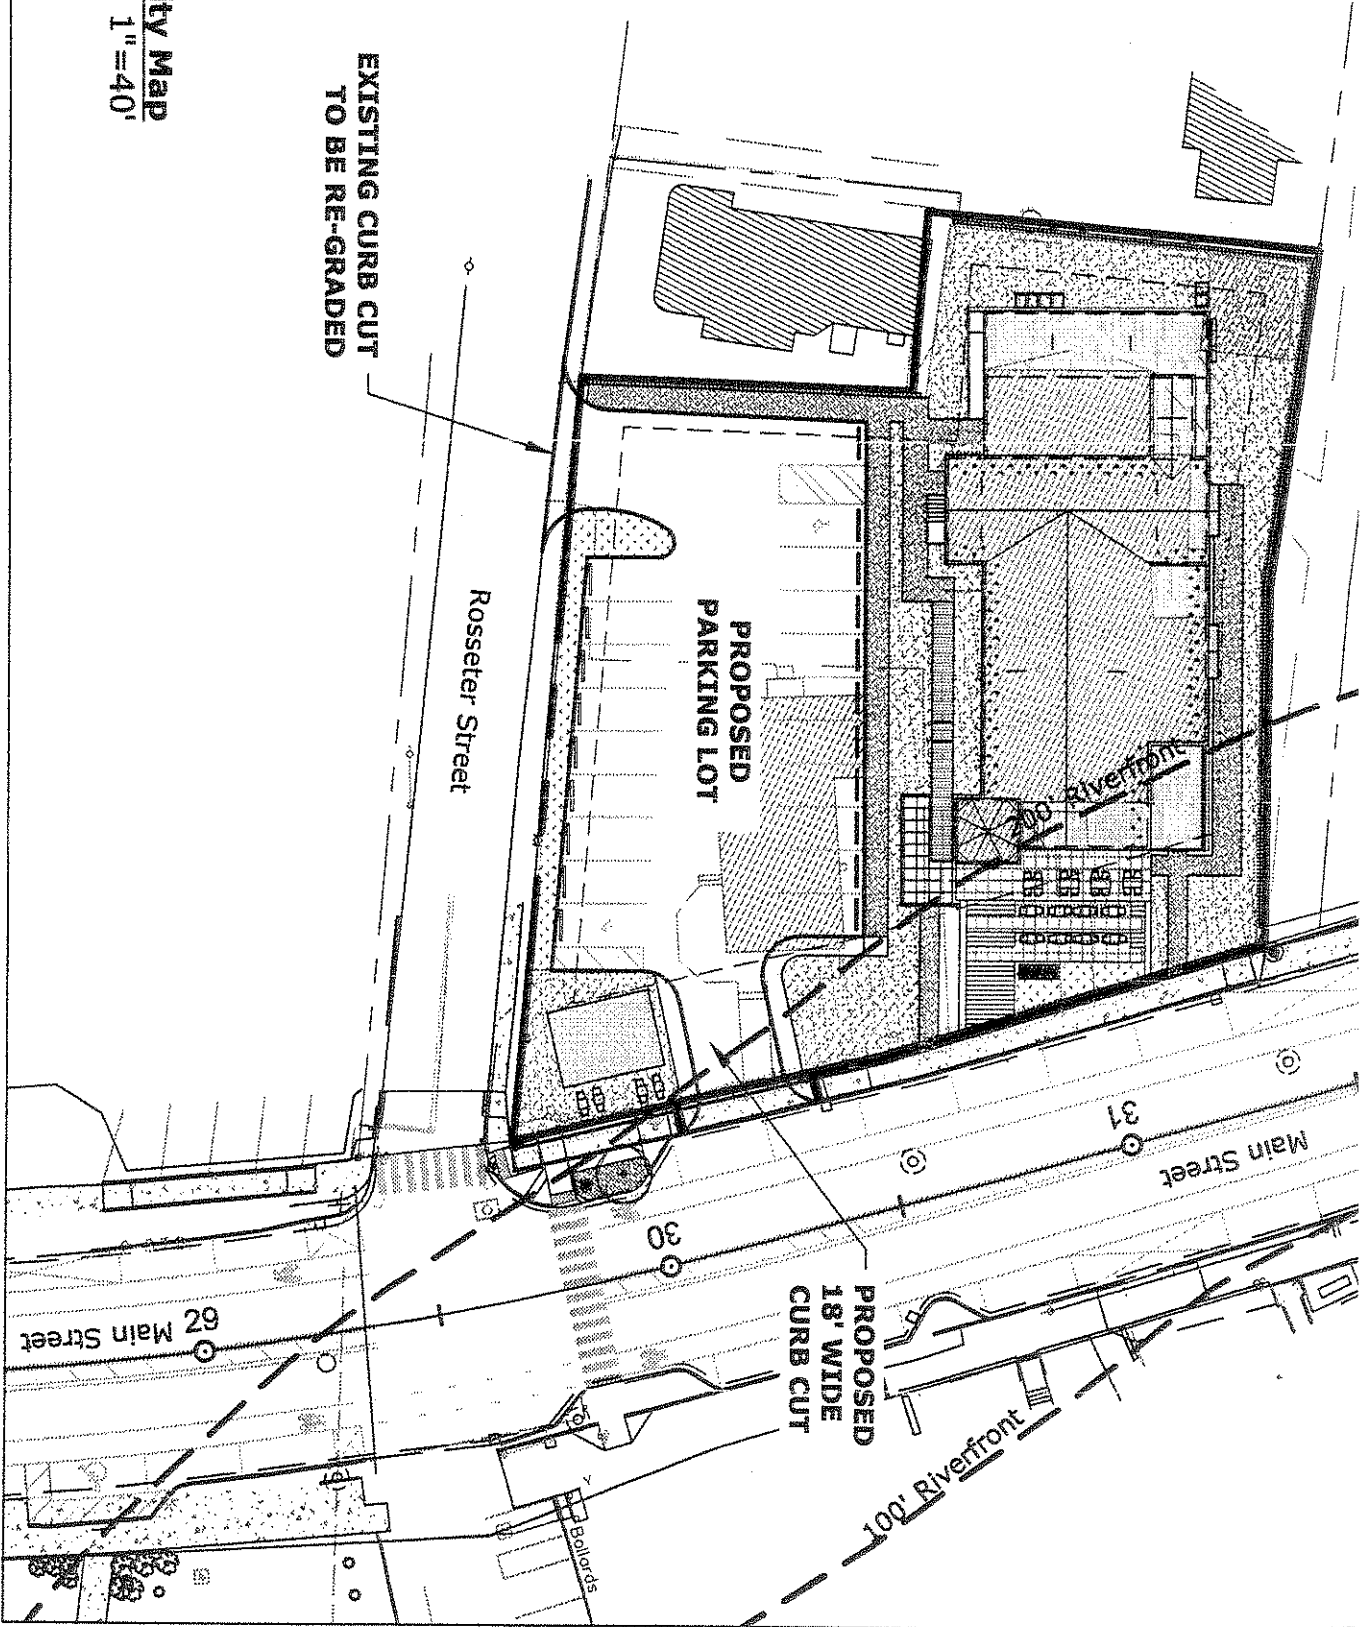 ty Map
1"=40'
EXISTING CURB CUT
TO BE RE-GRADED
Rosseter Street
PROPOSED
PARKING LOT
200' Riverfront
31
Main Street
30
PROPOSED
18' WIDE
CURB CUT
29
Main Street
100' Riverfront
Bollards